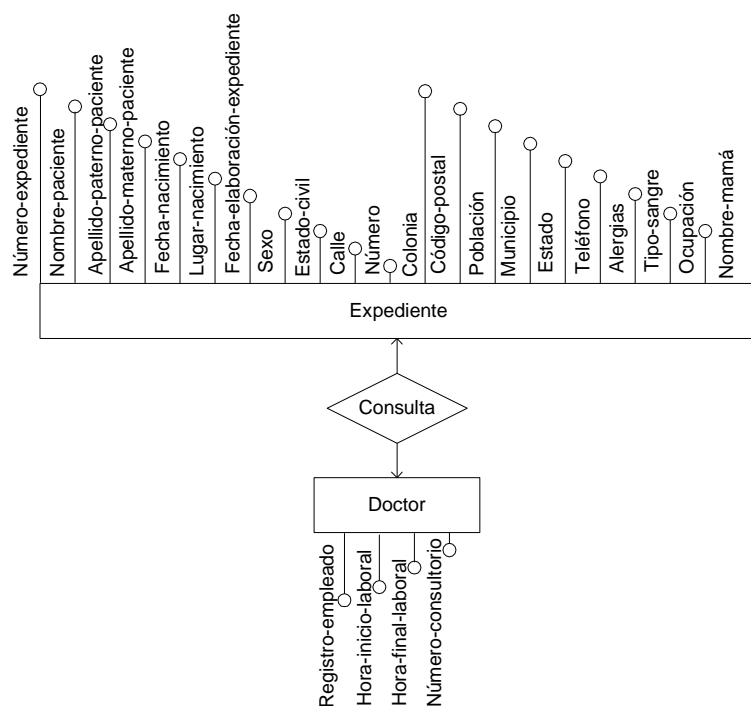 Número-expediente
Nombre-paciente
Apellido-paterno-paciente
Apellido-materno-paciente
Fecha-nacimiento
Lugar-nacimiento
Fecha-elaboración-expediente
Sexo
Estado-civil
Calle
Número
Colonia
Código-postal
Población
Municipio
Estado
Teléfono
Alergias
Tipo-sangre
Ocupación
Nombre-mamá
Expediente
Consulta
Doctor
Registro-empleado
Hora-inicio-laboral
Hora-final-laboral
Número-consultorio